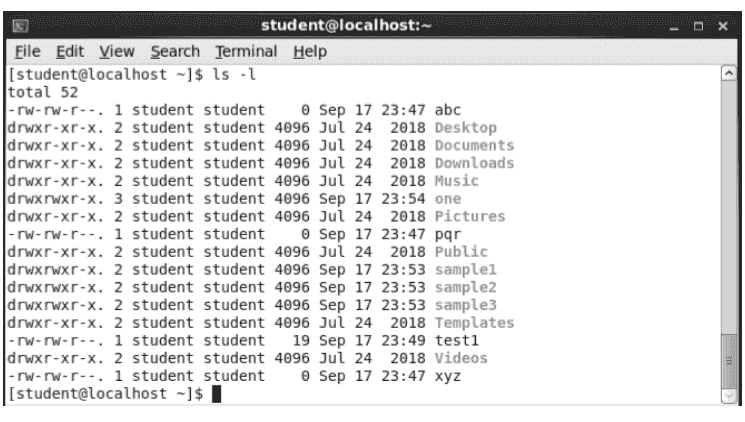 student@localhost:~
File Edit View Search Terminal Help
[student@localhost ~]$ ls -l
total 52
-rw-rw-r--. 1 student student    0 Sep 17 23:47 abc
drwxr-xr-x. 2 student student 4096 Jul 24  2018 Desktop
drwxr-xr-x. 2 student student 4096 Jul 24  2018 Documents
drwxr-xr-x. 2 student student 4096 Jul 24  2018 Downloads
drwxr-xr-x. 2 student student 4096 Jul 24  2018 Music
drwxrwxr-x. 3 student student 4096 Sep 17 23:54 one
drwxr-xr-x. 2 student student 4096 Jul 24  2018 Pictures
-rw-rw-r--. 1 student student    0 Sep 17 23:47 pqr
drwxr-xr-x. 2 student student 4096 Jul 24  2018 Public
drwxrwxr-x. 2 student student 4096 Sep 17 23:53 sample1
drwxrwxr-x. 2 student student 4096 Sep 17 23:53 sample2
drwxrwxr-x. 2 student student 4096 Sep 17 23:53 sample3
drwxr-xr-x. 2 student student 4096 Jul 24  2018 Templates
-rw-rw-r--. 1 student student   19 Sep 17 23:49 test1
drwxr-xr-x. 2 student student 4096 Jul 24  2018 Videos
-rw-rw-r--. 1 student student    0 Sep 17 23:47 xyz
[student@localhost ~]$